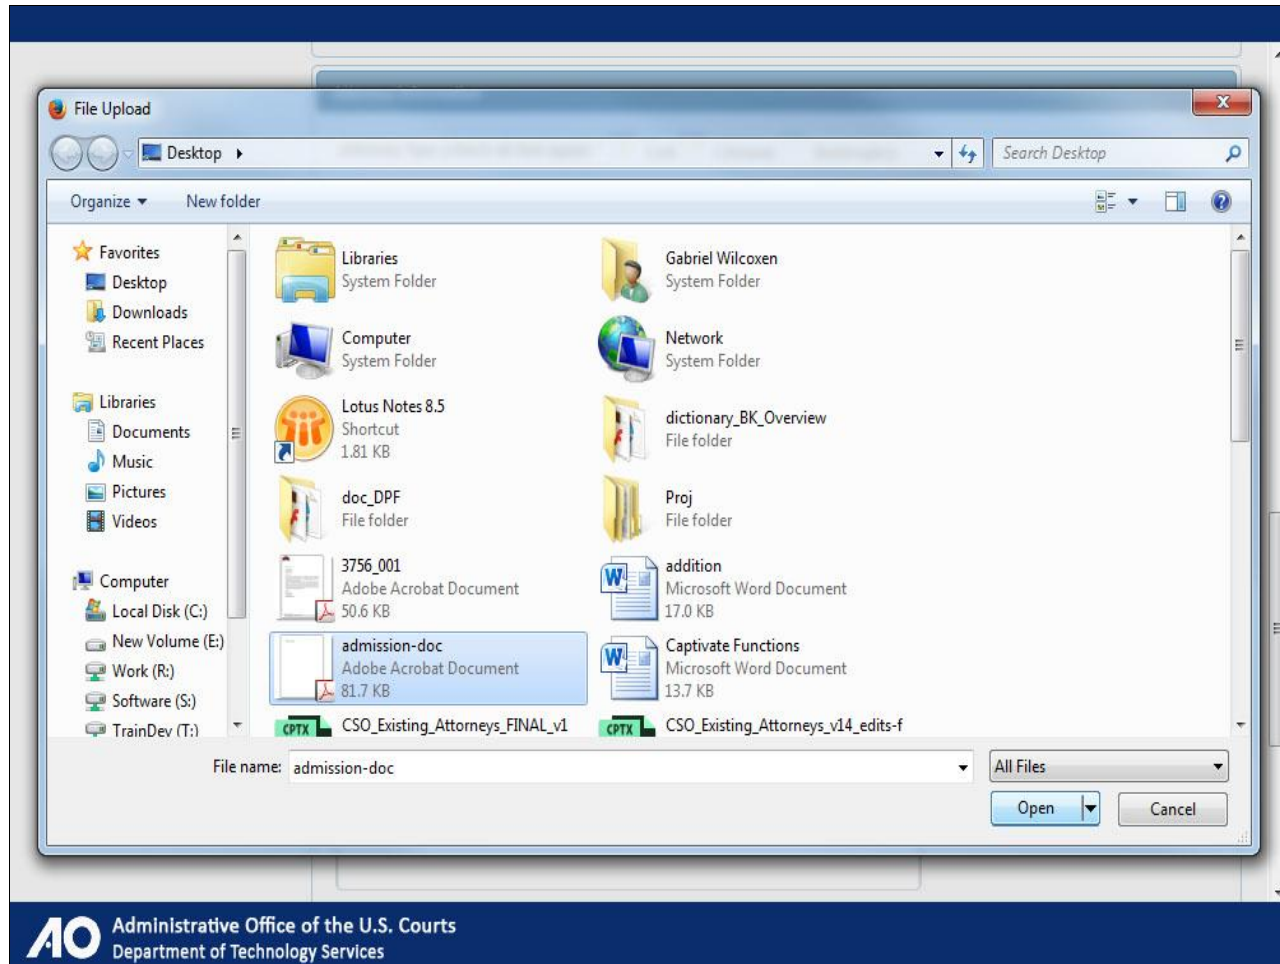 File Upload
Desktop
Search Desktop
Organize
New folder
Favorites
Desktop
Downloads
Recent Places
Libraries
Documents
Music
Pictures
Videos
Computer
Local Disk (C:)
New Volume (E:)
Work (R:)
Software (S:)
TrainDev (T:)
Libraries
System Folder
Gabriel Wilcoxen
System Folder
Computer
System Folder
Network
System Folder
Lotus Notes 8.5
Shortcut
1.81 KB
dictionary_BK_Overview
File folder
doc_DPF
File folder
Proj
File folder
3756_001
Adobe Acrobat Document
50.6 KB
addition
Microsoft Word Document
17.0 KB
admission-doc
Adobe Acrobat Document
81.7 KB
Captivate Functions
Microsoft Word Document
13.7 KB
CPTX
CSO_Existing_Attorneys_FINAL_v1
CPTX
CSO_Existing_Attorneys_v14_edits-f
File name: admission-doc
All Files
Open
Cancel
AO
Administrative Office of the U.S. Courts
Department of Technology Services